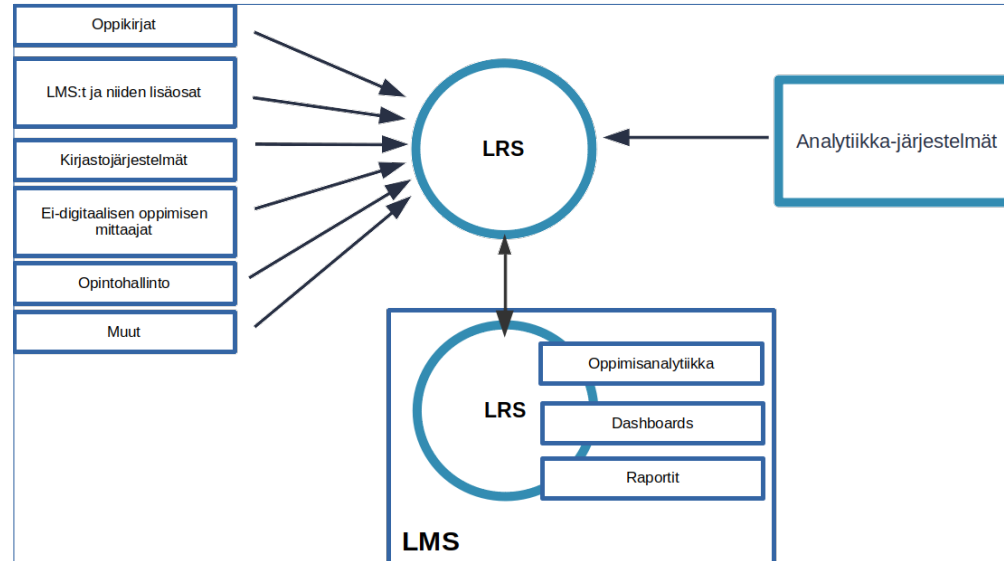 Oppikirjat
LMS:t ja niiden lisäosat
Kirjastojärjestelmät
Ei-digitaalisen oppimisen
mittaajat
Opintohallinto
Muut
LRS
Analytiikka-järjestelmät
LRS
Oppimisanalytiikka
Dashboards
Raportit
LMS